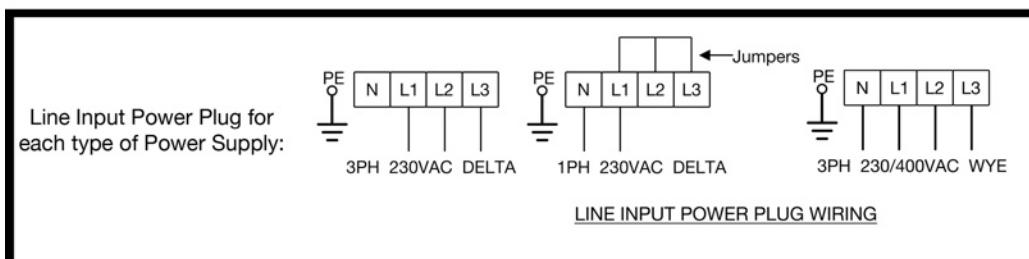 Line Input Power Plug for
each type of Power Supply:
PE
N L1 L2 L3
3PH 230VAC DELTA
Jumpers
PE
N L1 L2 L3
1PH 230VAC DELTA
PE
N L1 L2 L3
3PH 230/400VAC WYE
LINE INPUT POWER PLUG WIRING